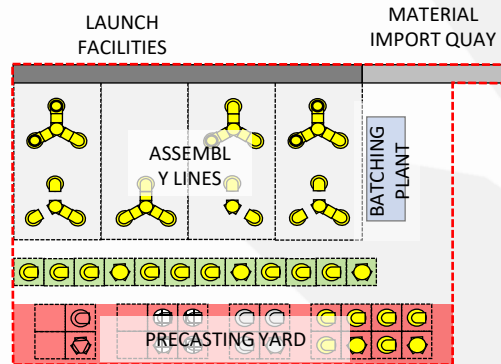 LAUNCH
FACILITIES
MATERIAL
IMPORT QUAY
ASSEMBL
Y LINES
BATCHING
PLANT
PRECASTING YARD